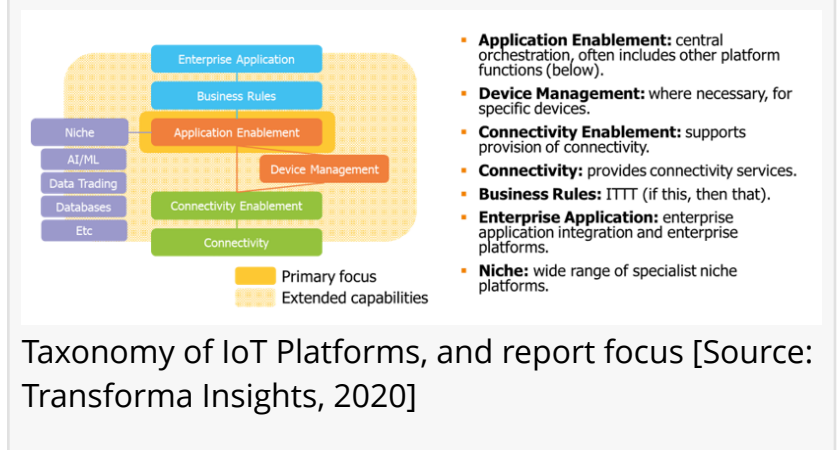 Enterprise Application
Business Rules
Niche
Application Enablement
AI/ML
Device Management
Data Trading
Databases
Connectivity Enablement
Etc
Connectivity
Primary focus
Extended capabilities
Application Enablement: central
orchestration, often includes other platform
functions (below).
Device Management: where necessary, for
specific devices.
Connectivity Enablement: supports
provision of connectivity.
Connectivity: provides connectivity services.
Business Rules: ITTT (if this, then that).
Enterprise Application: enterprise
application integration and enterprise
platforms.
Niche: wide range of specialist niche
platforms.
Taxonomy of IoT Platforms, and report focus [Source:
Transforma Insights, 2020]